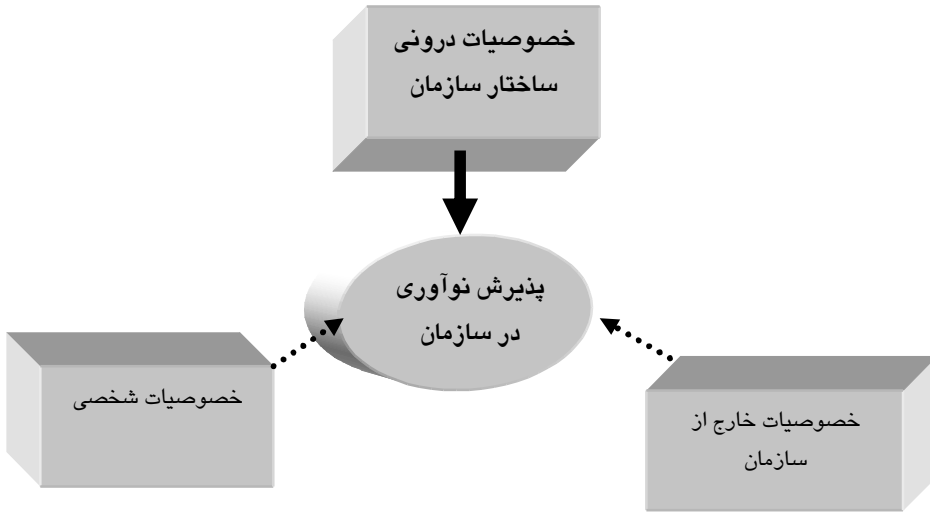 خصوصیات درونی
ساختار سازمان
پذیرش نوآوری
در سازمان
خصوصیات شخصی
خصوصیات خارج از
سازمان